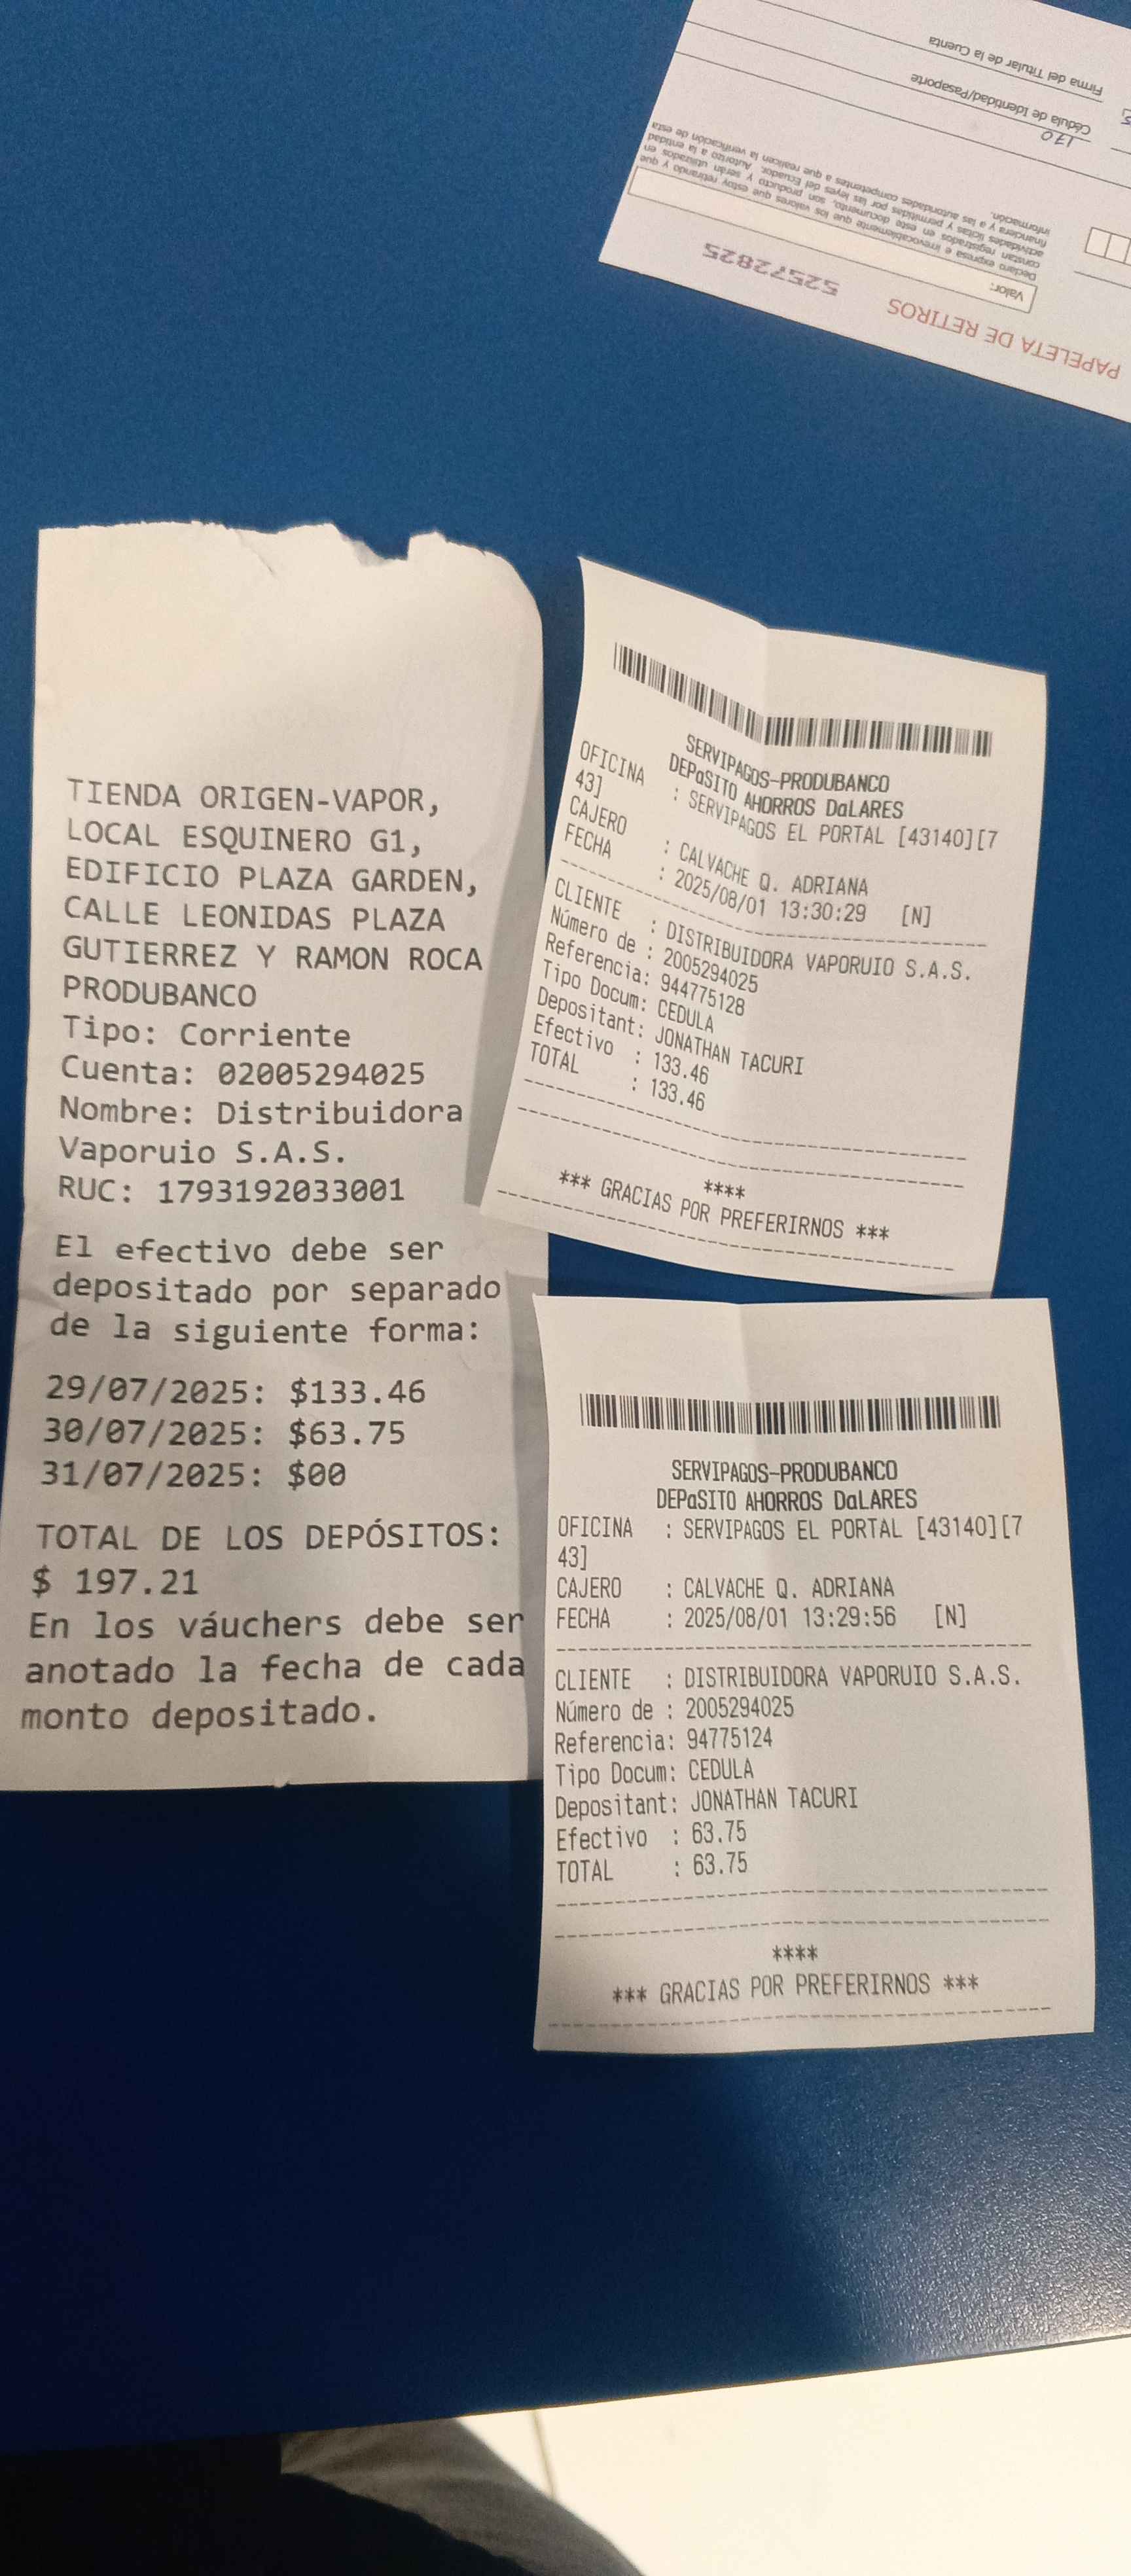 Firma del Titular de la Cuenta
Cédula de Identidad/Pasaporte
170
Declaro expresa e irrevocablemente que los valores que estoy retirando y que
constan registrados en este documento, son producto y serán utilizados en
actividades lícitas y permitidas por las leyes del Ecuador. Autorizo a la entidad
financiera y a las autoridades competentes a que realicen la verificación de esta
información.
Valor:
52572825
PAPELETA DE RETIROS
TIENDA ORIGEN-VAPOR,
LOCAL ESQUINERO G1,
EDIFICIO PLAZA GARDEN,
CALLE LEONIDAS PLAZA
GUTIERREZ Y RAMON ROCA
PRODUBANCO
Tipo: Corriente
Cuenta: 02005294025
Nombre: Distribuidora
Vaporuio S.A.S.
RUC: 1793192033001
El efectivo debe ser
depositado por separado
de la siguiente forma:
29/07/2025: $133.46
30/07/2025: $63.75
31/07/2025: $00
TOTAL DE LOS DEPÓSITOS:
$ 197.21
En los váuchers debe ser
anotado la fecha de cada
monto depositado.
SERVIPAGOS-PRODUBANCO
DEPaSITO AHORROS DaLARES
OFICINA : SERVIPAGOS EL PORTAL [43140][7
43]
CAJERO : CALVACHE Q. ADRIANA
FECHA : 2025/08/01 13:30:29 [N]
CLIENTE : DISTRIBUIDORA VAPORUIO S.A.S.
Número de : 2005294025
Referencia: 944775128
Tipo Docum: CEDULA
Depositant: JONATHAN TACURI
Efectivo : 133.46
TOTAL : 133.46
****
*** GRACIAS POR PREFERIRNOS ***
SERVIPAGOS-PRODUBANCO
DEPaSITO AHORROS DaLARES
OFICINA : SERVIPAGOS EL PORTAL [43140][7
43]
CAJERO : CALVACHE Q. ADRIANA
FECHA : 2025/08/01 13:29:56 [N]
CLIENTE : DISTRIBUIDORA VAPORUIO S.A.S.
Número de : 2005294025
Referencia: 94775124
Tipo Docum: CEDULA
Depositant: JONATHAN TACURI
Efectivo : 63.75
TOTAL : 63.75
****
*** GRACIAS POR PREFERIRNOS ***